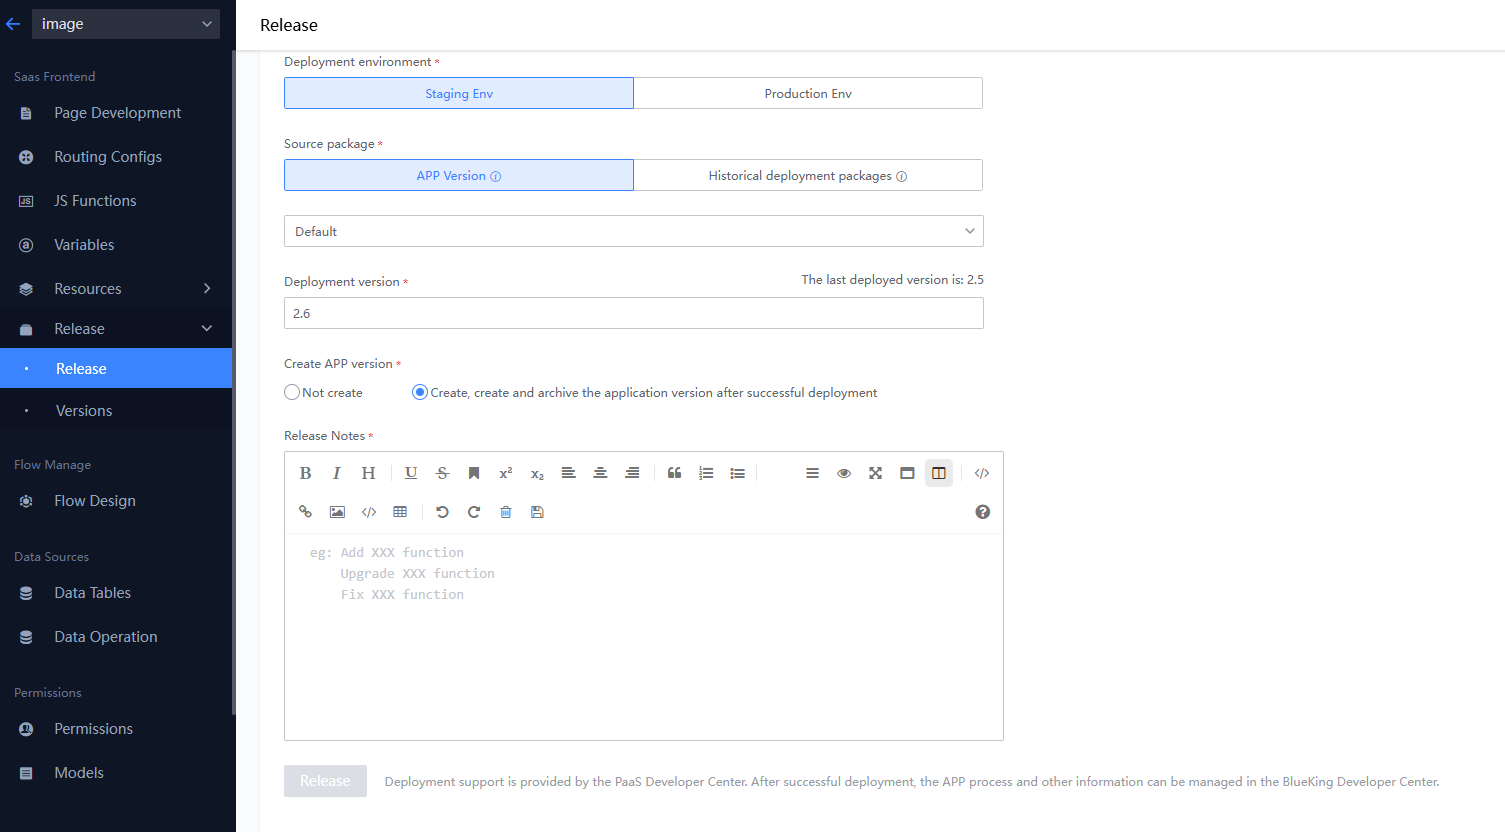 image
Release
Saas Frontend
Page Development
Routing Configs
JS Functions
Variables
Resources
Release
Release
Versions
Flow Manage
Flow Design
Data Sources
Data Tables
Data Operation
Permissions
Permissions
Models
Deployment environment *
Staging Env
Production Env
Source package *
APP Version
Historical deployment packages
Default
Deployment version *
The last deployed version is: 2.5
2.6
Create APP version *
Not create
Create, create and archive the application version after successful deployment
Release Notes *
eg: Add XXX function
Upgrade XXX function
Fix XXX function
Release
Deployment support is provided by the PaaS Developer Center. After successful deployment, the APP process and other information can be managed in the BlueKing Developer Center.